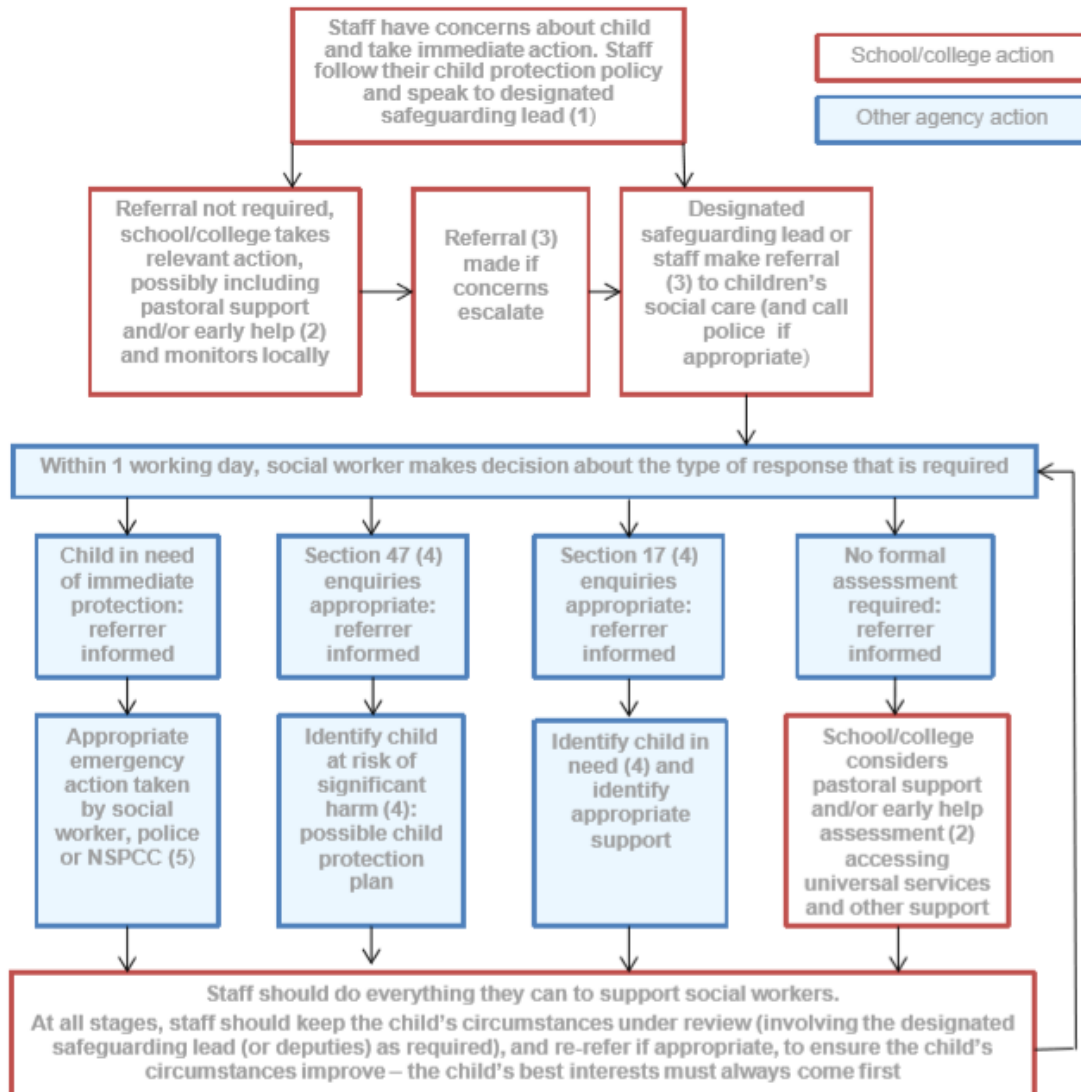 Staff have concerns about child
and take immediate action. Staff
follow their child protection policy
and speak to designated
safeguarding lead (1)
School/college action
Other agency action
Referral not required,
school/college takes
relevant action,
possibly including
pastoral support
and/or early help (2)
and monitors locally
Referral (3)
made if
concerns
escalate
Designated
safeguarding lead or
staff make referral
(3) to children's
social care (and call
police if
appropriate)
Within 1 working day, social worker makes decision about the type of response that is required
Child in need
of immediate
protection:
referrer
informed
Section 47 (4)
enquiries
appropriate:
referrer
informed
Section 17 (4)
enquiries
appropriate:
referrer
informed
No formal
assessment
required:
referrer
informed
Appropriate
emergency
action taken
by social
worker, police
or NSPCC (5)
Identify child
at risk of
significant
harm (4):
possible child
protection
plan
Identify child in
need (4) and
identify
appropriate
support
School/college
considers
pastoral support
and/or early help
assessment (2)
accessing
universal services
and other support
Staff should do everything they can to support social workers.
At all stages, staff should keep the child's circumstances under review (involving the designated
safeguarding lead (or deputies) as required), and re-refer if appropriate, to ensure the child's
circumstances improve – the child's best interests must always come first